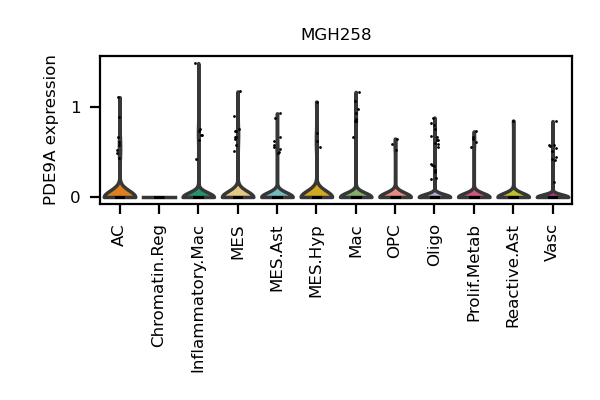 MGH258
PDE9A expression
1
0
AC
Chromatin.Reg
Inflammatory.Mac
MES
MES.Ast
MES.Hyp
Mac
OPC
Oligo
Prolif.Metab
Reactive.Ast
Vasc